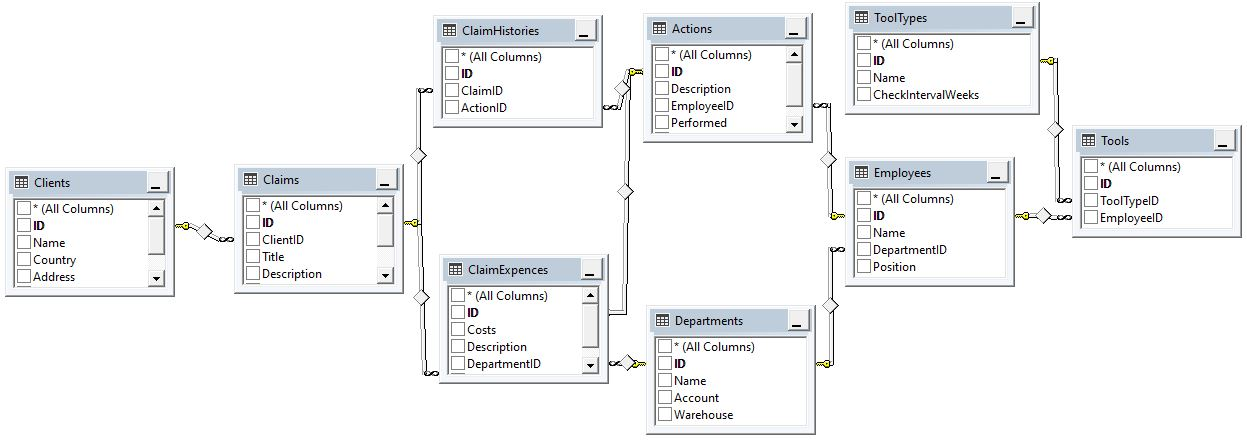 Clients
* (All Columns)
ID
Name
Country
Address
Claims
* (All Columns)
ID
ClientID
Title
Description
ClaimHistories
* (All Columns)
ID
ClaimID
ActionID
ClaimExpences
* (All Columns)
ID
Costs
Description
DepartmentID
Actions
* (All Columns)
ID
Description
EmployeeID
Performed
Departments
* (All Columns)
ID
Name
Account
Warehouse
ToolTypes
* (All Columns)
ID
Name
CheckIntervalWeeks
Employees
* (All Columns)
ID
Name
DepartmentID
Position
Tools
* (All Columns)
ID
ToolTypeID
EmployeeID